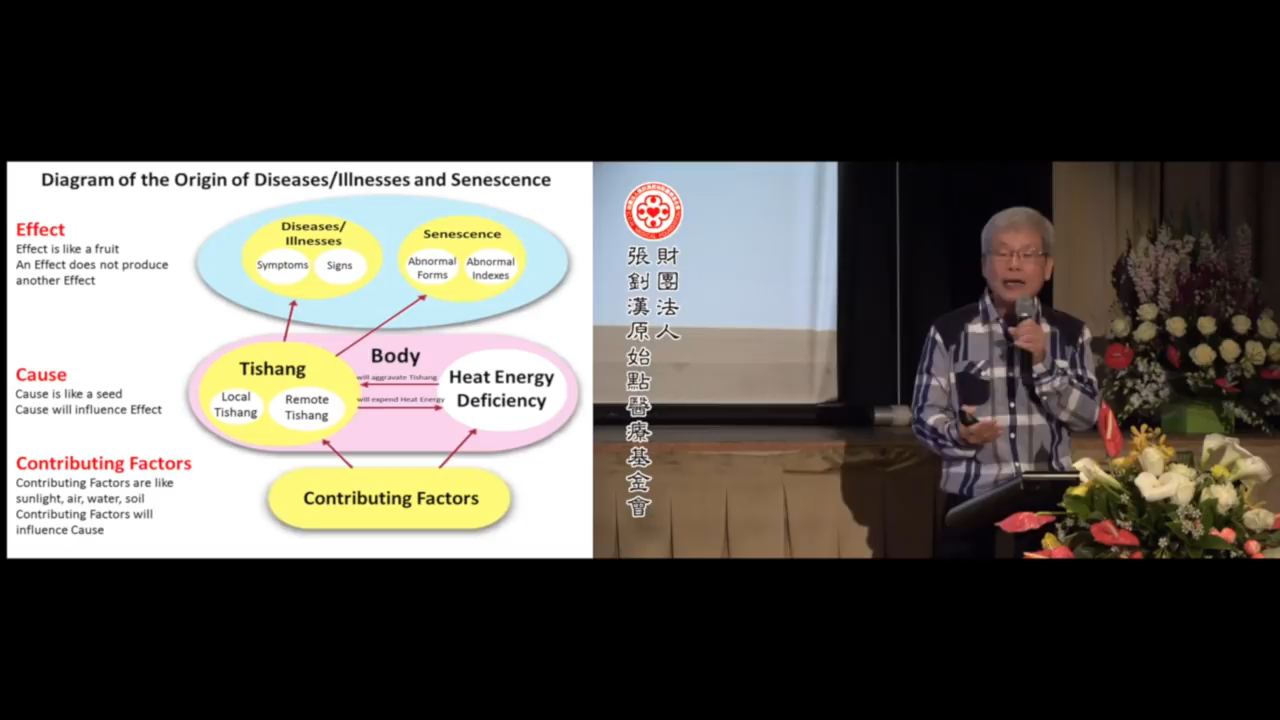 Diagram of the Origin of Diseases/Illnesses and Senescence
Effect
Effect is like a fruit
An Effect does not produce
another Effect
Diseases/
Illnesses
Symptoms
Signs
Senescence
Abnormal
Forms
Abnormal
Indexes
Cause
Cause is like a seed
Cause will influence Effect
Tishang
Local
Tishang
Remote
Tishang
Body
will aggravate Tishang
will expend Heat Energy
Heat Energy
Deficiency
Contributing Factors
Contributing Factors are like
sunlight, air, water, soil
Contributing Factors will
influence Cause
Contributing Factors
財團法人
張釗漢原始點醫療基金會